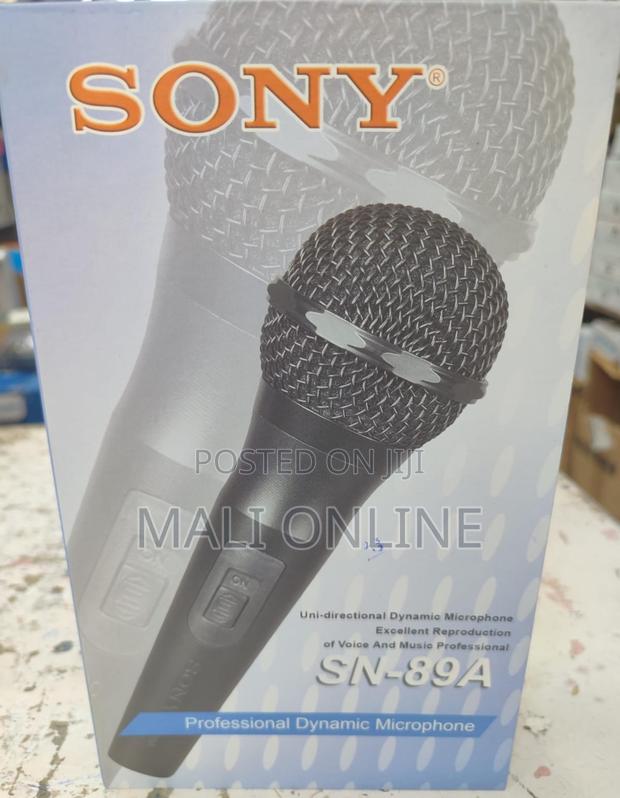 SONY®
POSTED ON JIJI
MALI ONLINE
ON
SONY
Uni-directional Dynamic Microphone
Excellent Reproduction
of Voice And Music Professional
SN-89A
Professional Dynamic Microphone